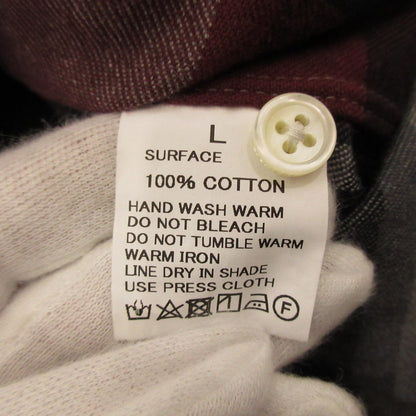 L
SURFACE
100% COTTON
HAND WASH WARM
DO NOT BLEACH
DO NOT TUMBLE WARM
WARM IRON
LINE DRY IN SHADE
USE PRESS CLOTH
F